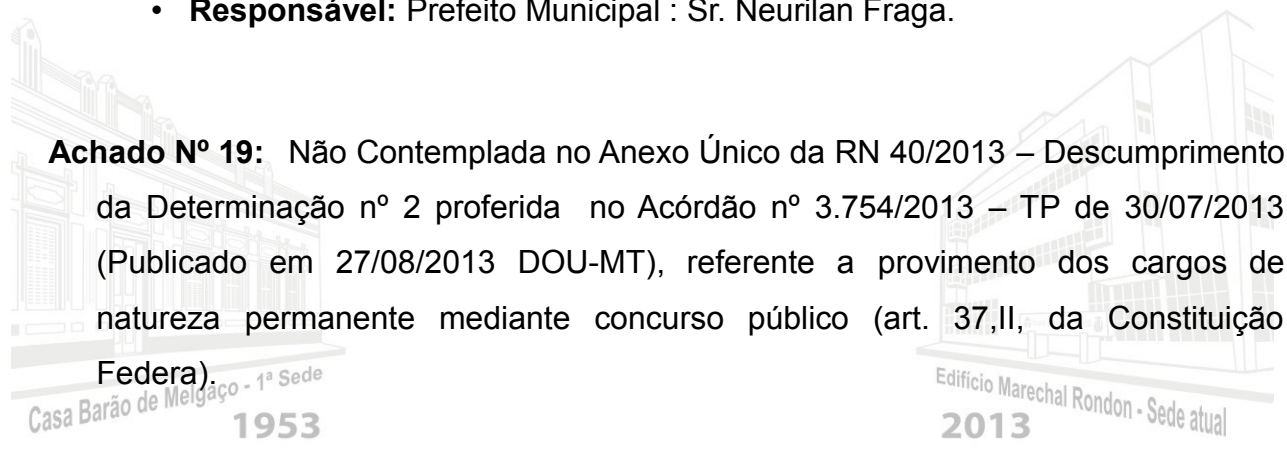 • Responsável: Prefeito Municipal : Sr. Neurilan Fraga.
Achado Nº 19: Não Contemplada no Anexo Único da RN 40/2013 – Descumprimento
da Determinação nº 2 proferida no Acórdão nº 3.754/2013 – TP de 30/07/2013
(Publicado em 27/08/2013 DOU-MT), referente a provimento dos cargos de
natureza permanente mediante concurso público (art. 37,II, da Constituição
Federa).
Casa Barão de Melgaço - 1ª Sede
1953
Edifício Marechal Rondon - Sede atual
2013